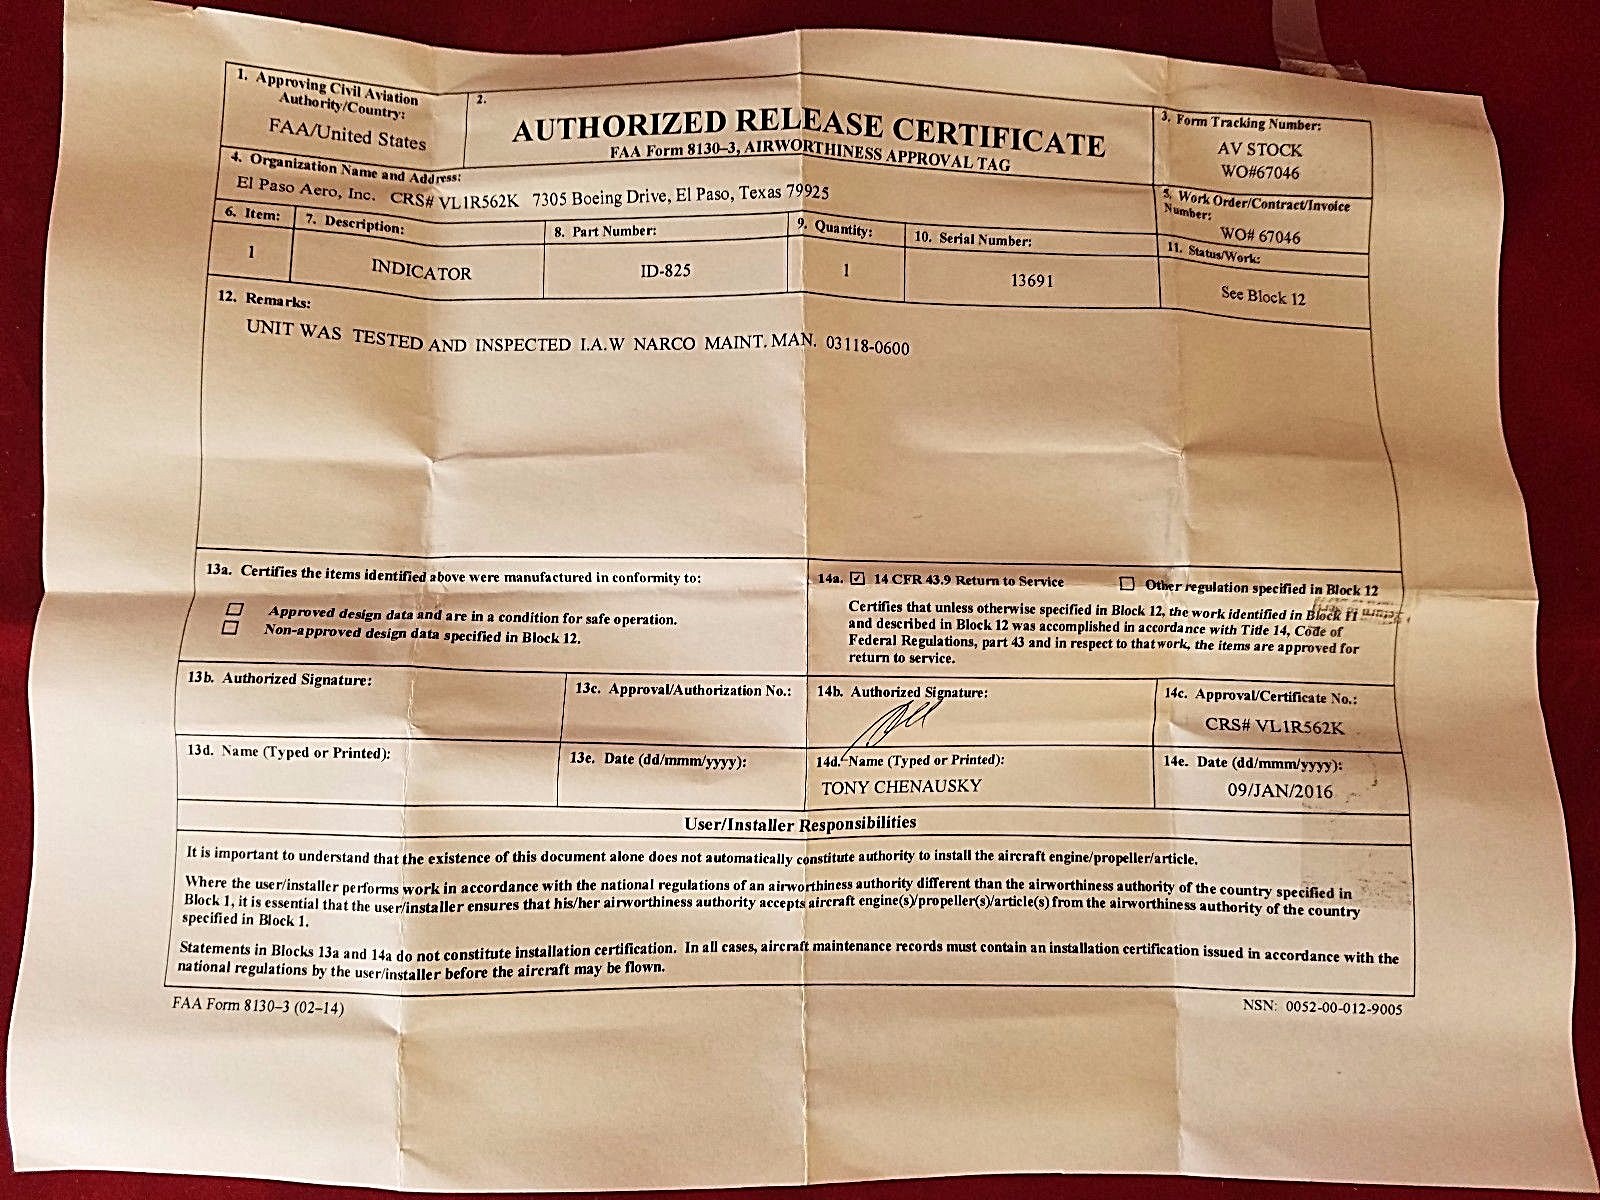 1. Approving Civil Aviation
Authority/Country:
FAA/United States
2.
AUTHORIZED RELEASE CERTIFICATE
FAA Form 8130–3, AIRWORTHINESS APPROVAL TAG
3. Form Tracking Number:
AV STOCK
WO#67046
4. Organization Name and Address:
El Paso Aero, Inc. CRS# VL1R562K 7305 Boeing Drive, El Paso, Texas 79925
5. Work Order/Contract/Invoice
Number:
WO# 67046
6. Item:
7. Description:
8. Part Number:
9. Quantity:
10. Serial Number:
11. Status/Work:
1
INDICATOR
ID-825
1
13691
See Block 12
12. Remarks:
UNIT WAS TESTED AND INSPECTED I.A.W NARCO MAINT. MAN. 03118-0600
13a. Certifies the items identified above were manufactured in conformity to:
Approved design data and are in a condition for safe operation.
Non-approved design data specified in Block 12.
14a. 14 CFR 43.9 Return to Service
Other regulation specified in Block 12
Certifies that unless otherwise specified in Block 12, the work identified in Block 11
and described in Block 12 was accomplished in accordance with Title 14, Code of
Federal Regulations, part 43 and in respect to that work, the items are approved for
return to service.
13b. Authorized Signature:
13c. Approval/Authorization No.:
14b. Authorized Signature:
14c. Approval/Certificate No.:
CRS# VL1R562K
13d. Name (Typed or Printed):
13e. Date (dd/mmm/yyyy):
14d. Name (Typed or Printed):
TONY CHENAUSKY
14e. Date (dd/mmm/yyyy):
09/JAN/2016
User/Installer Responsibilities
It is important to understand that the existence of this document alone does not automatically constitute authority to install the aircraft engine/propeller/article.
Where the user/installer performs work in accordance with the national regulations of an airworthiness authority different than the airworthiness authority of the country specified in
Block 1, it is essential that the user/installer ensures that his/her airworthiness authority accepts aircraft engine(s)/propeller(s)/article(s) from the airworthiness authority of the country
specified in Block 1.
Statements in Blocks 13a and 14a do not constitute installation certification. In all cases, aircraft maintenance records must contain an installation certification issued in accordance with the
national regulations by the user/installer before the aircraft may be flown.
FAA Form 8130–3 (02–14)
NSN: 0052-00-012-9005